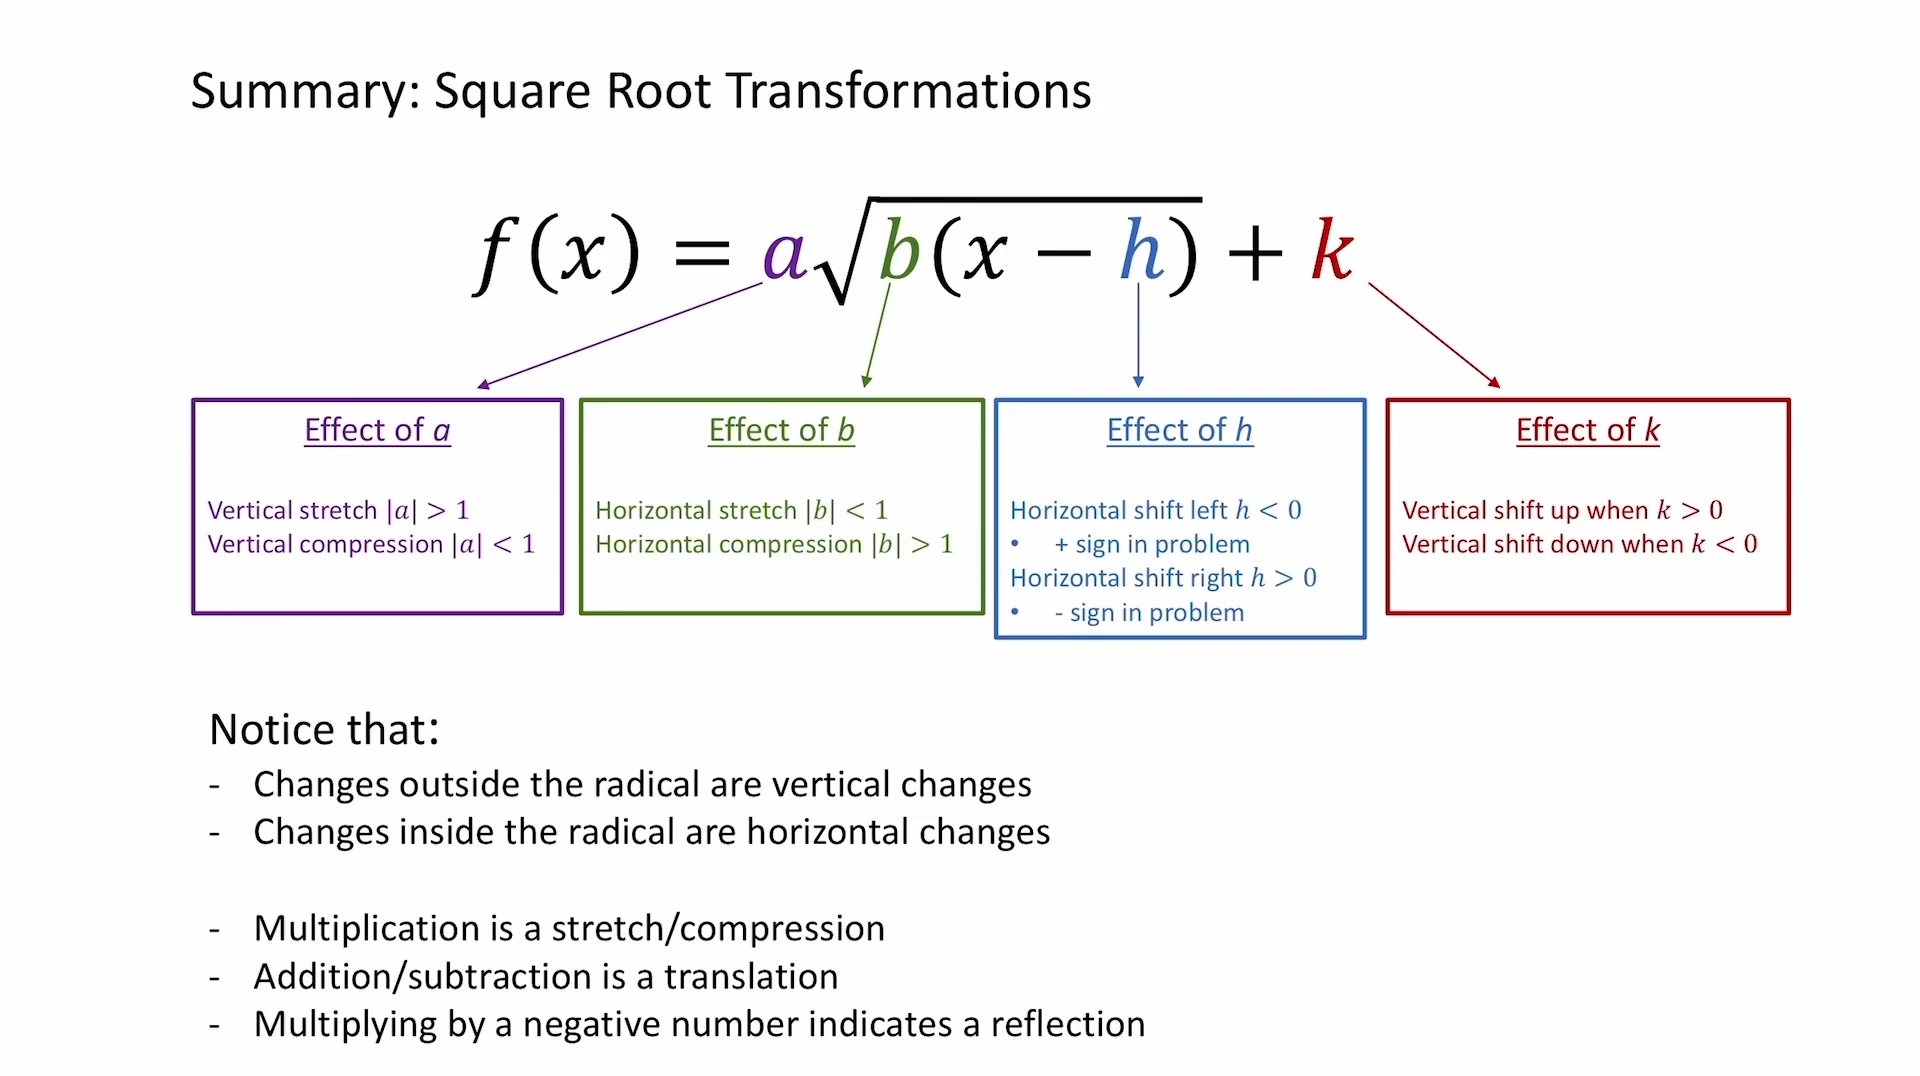 Summary: Square Root Transformations
f(x) = a√b(x − h) + k
Effect of a
Vertical stretch |a| > 1
Vertical compression |a| < 1
Effect of b
Horizontal stretch |b| < 1
Horizontal compression |b| > 1
Effect of h
Horizontal shift left h < 0
• + sign in problem
Horizontal shift right h > 0
• - sign in problem
Effect of k
Vertical shift up when k > 0
Vertical shift down when k < 0
Notice that:
- Changes outside the radical are vertical changes
- Changes inside the radical are horizontal changes
- Multiplication is a stretch/compression
- Addition/subtraction is a translation
- Multiplying by a negative number indicates a reflection